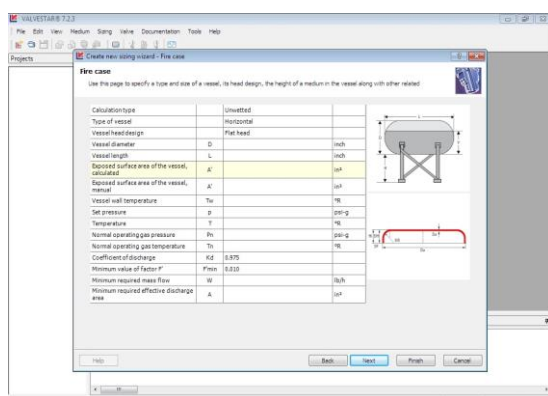 VALVESTAR® 7.2.3
File Edit View Medium Sizing Valve Documentation Tools Help
Projects
Create new sizing wizard - Fire case
Fire case
Use this page to specify a type and size of a vessel, its head design, the height of a medium in the vessel along with other related
Calculation type Unwetted
Type of vessel Horizontal
Vessel head design Flat head
Vessel diameter D inch
Vessel length L inch
Exposed surface area of the vessel, calculated A' in²
Exposed surface area of the vessel, manual A' in²
Vessel wall temperature Tw °R
Set pressure p psi-g
Temperature T °R
Normal operating gas pressure Pn psi-g
Normal operating gas temperature Tn °R
Coefficient of discharge Kd 0.975
Minimum value of factor F' F'min 0.010
Minimum required mass flow W lb/h
Minimum required effective discharge area A in²
L
Help Back Next Finish Cancel